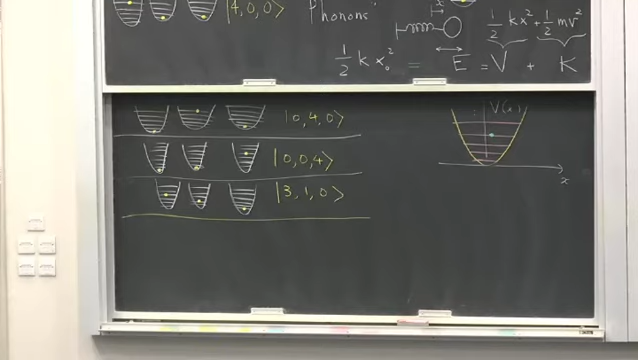 |4,0,0⟩ Phonons x 1/2 kx² + 1/2 mv²
1/2 k x₀² = E = V + K
|0,4,0⟩ V(x)
|0,0,4⟩
x
|3,1,0⟩